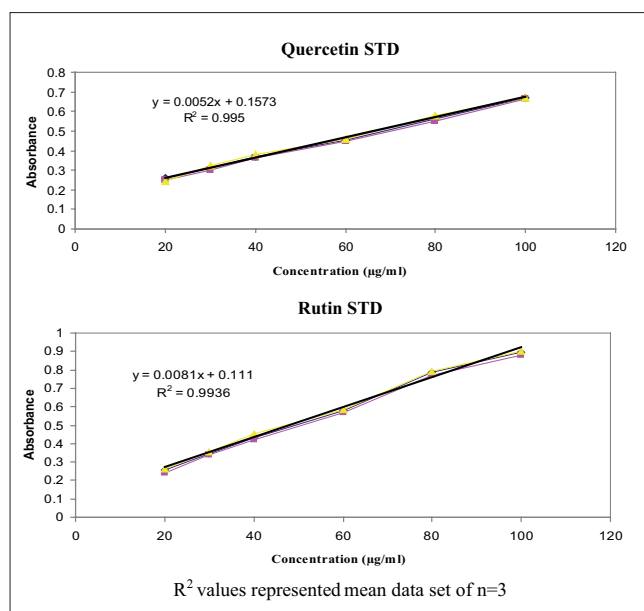 Quercetin STD
0.8
0.7
0.6
0.5
0.4
0.3
0.2
0.1
0
Absorbance
y = 0.0052x + 0.1573
R² = 0.995
0 20 40 60 80 100 120
Concentration (µg/ml)
Rutin STD
1
0.9
0.8
0.7
0.6
0.5
0.4
0.3
0.2
0.1
0
Absorbance
y = 0.0081x + 0.111
R² = 0.9936
0 20 40 60 80 100 120
Concentration (µg/ml)
R² values represented mean data set of n=3